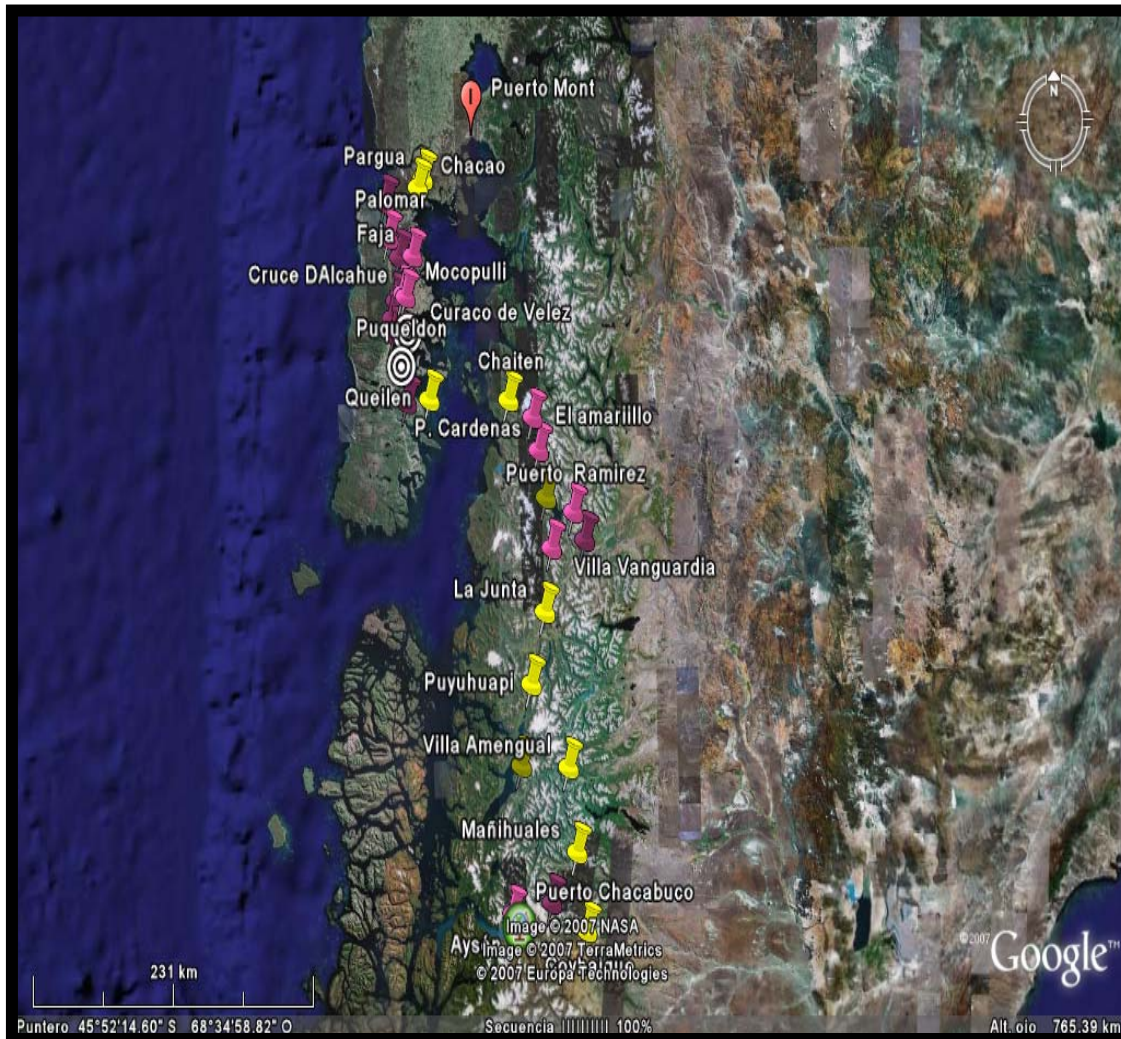 N
Puerto Mont
Pargua
Chacao
Palomar
Faja
Cruce DAlcahue
Mocopulli
Curaco de Velez
Puqueldon
Chaiten
Queilen
El amariillo
P. Cardenas
Puerto Ramirez
Villa Vanguardia
La Junta
Puyuhuapi
Villa Amengual
Mañihuales
Puerto Chacabuco
Image © 2007 NASA
Image © 2007 TerraMetrics
© 2007 Europa Technologies
© 2007 Google™
231 km
Puntero 45°52'14.60" S 68°34'58.82" O
Secuencia |||||||||| 100%
Alt. ojo 765.39 km